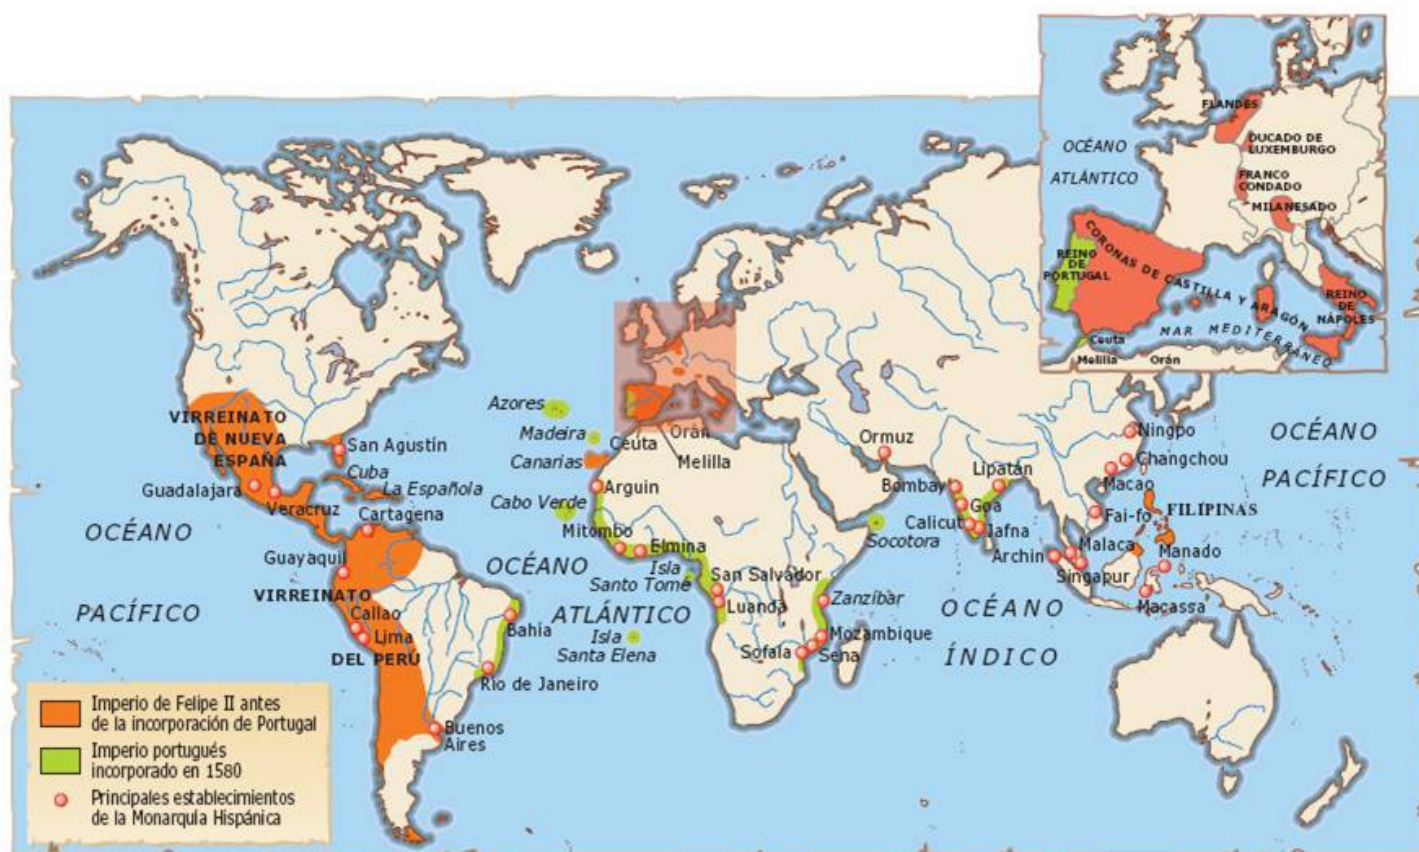 FLANDES
OCÉANO
ATLÁNTICO
DUCADO DE
LUXEMBURGO
FRANCO
CONDADO
MILANESADO
CORONAS DE CASTILLA Y ARAGÓN
REINO
DE
PORTUGAL
REINO
DE
NÁPOLES
MAR MEDITERRÁNEO
Ceuta
Melilla
Orán
VIRREINATO
DE NUEVA
ESPAÑA
San Agustín
Cuba
La Española
Guadalajara
Veracruz
Cartagena
OCÉANO
PACÍFICO
Guayaquil
VIRREINATO
Callao
Lima
DEL PERÚ
Azores
Madeira
Canarias
Cabo Verde
Ceuta
Orán
Melilla
Arguin
Mitombo
Elmina
OCÉANO
ATLÁNTICO
Isla
Santo Tomé
San Salvador
Luanda
Isla
Santa Elena
Bahía
Río de Janeiro
Buenos
Aires
Zanzíbar
Mozambique
Sofala
Sena
Ormuz
Socotora
Bombay
Lipatán
Goa
Calicut
Jafna
OCÉANO
ÍNDICO
Ningpo
Changchou
Macao
Fai-fo
FILIPINAS
Malaca
Manado
Archin
Singapur
Macassa
OCÉANO
PACÍFICO
Imperio de Felipe II antes
de la incorporación de Portugal
Imperio portugués
incorporado en 1580
Principales establecimientos
de la Monarquía Hispánica